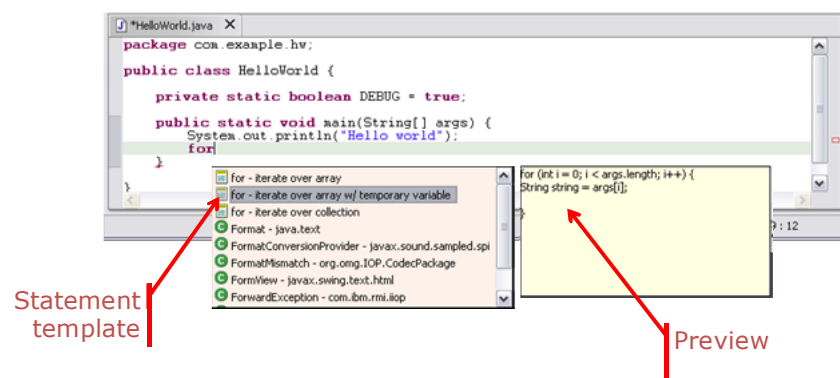 *HelloWorld.java
package com.example.hw;
public class HelloWorld {
private static boolean DEBUG = true;
public static void main(String[] args) {
System.out.println("Hello world");
for
}
}
for - iterate over array
for - iterate over array w/ temporary variable
for - iterate over collection
Format - java.text
FormatConversionProvider - javax.sound.sampled.spi
FormatMismatch - org.omg.IOP.CodecPackage
FormView - javax.swing.text.html
ForwardException - com.ibm.rmi.iiop
for (int i = 0; i < args.length; i++) {
String string = args[i];
}
: 12
Statement
template
Preview